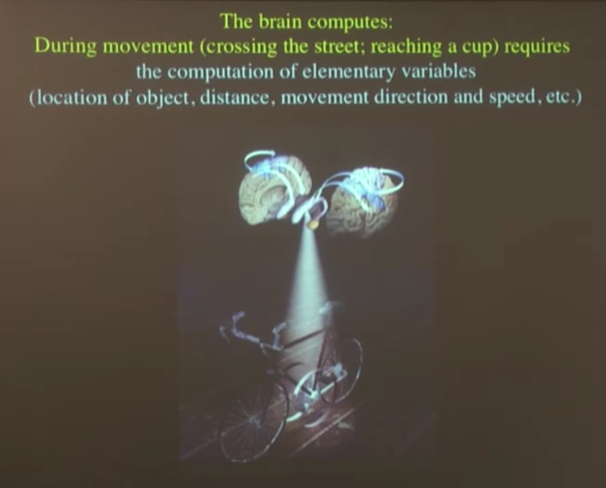 The brain computes:
During movement (crossing the street; reaching a cup) requires
the computation of elementary variables
(location of object, distance, movement direction and speed, etc.)